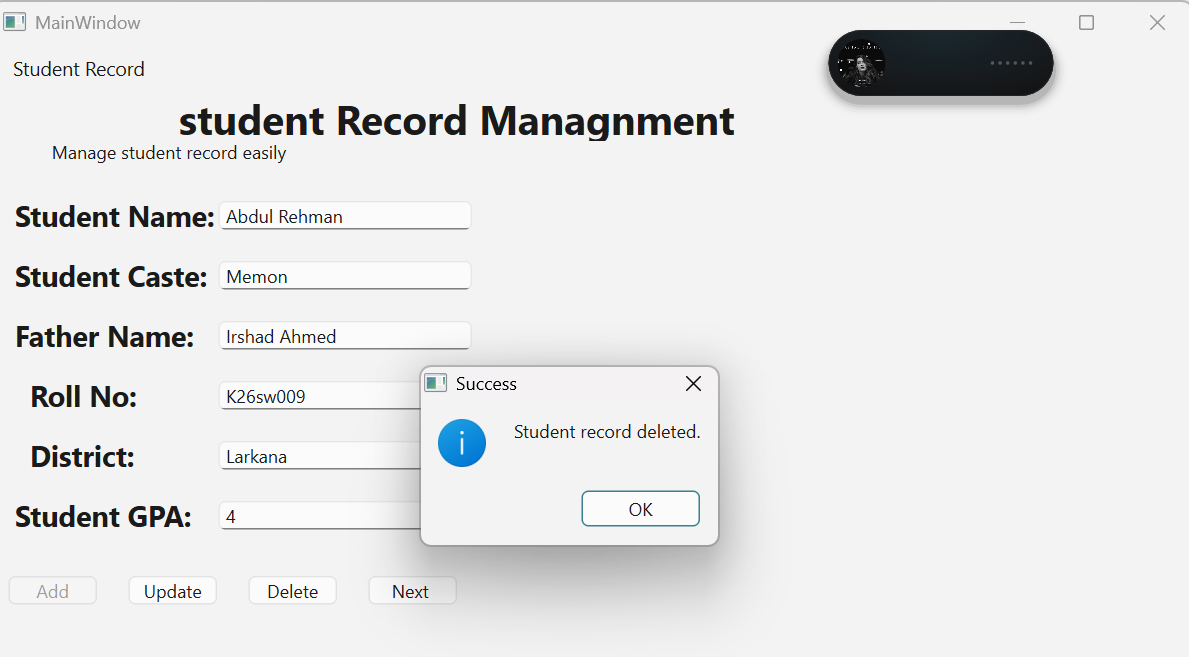 MainWindow
Student Record
student Record Managnment
Manage student record easily
Student Name: Abdul Rehman
Student Caste: Memon
Father Name: Irshad Ahmed
Roll No: K26sw009
District: Larkana
Student GPA: 4
Success
Student record deleted.
OK
Add Update Delete Next